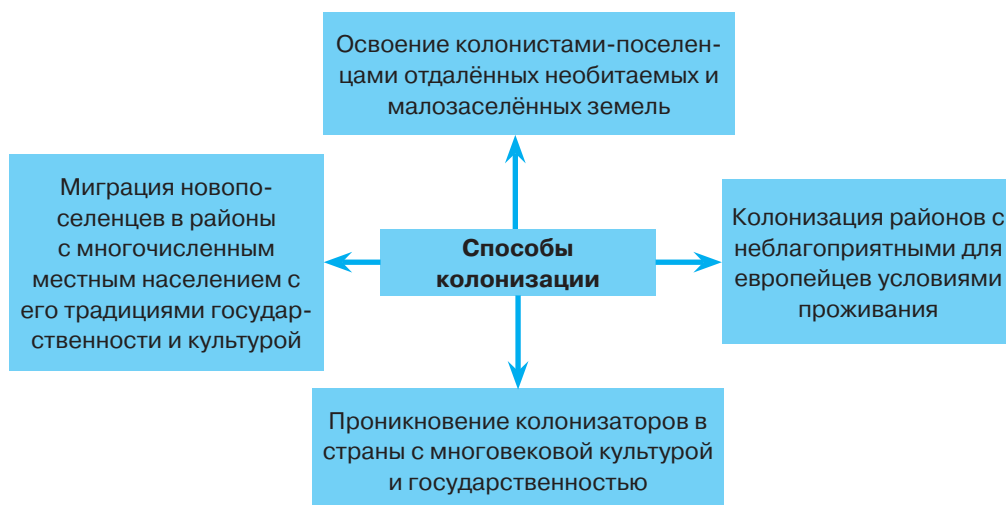 Освоение колонистами-поселен-
цами отдалённых необитаемых и
малозаселённых земель
Миграция новопо-
селенцев в районы
с многочисленным
местным населением с
его традициями государ-
ственности и культурой
Способы
колонизации
Колонизация районов с
неблагоприятными для
европейцев условиями
проживания
Проникновение колонизаторов в
страны с многовековой культурой
и государственностью